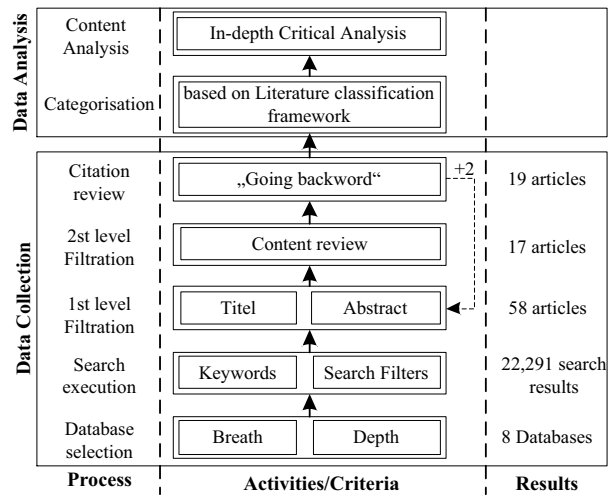 Data Analysis
Content
Analysis
In-depth Critical Analysis
Categorisation
based on Literature classification
framework
Data Collection
Citation
review
„Going backword“
+2
19 articles
2st level
Filtration
Content review
17 articles
1st level
Filtration
Titel
Abstract
58 articles
Search
execution
Keywords
Search Filters
22,291 search
results
Database
selection
Breath
Depth
8 Databases
Process
Activities/Criteria
Results